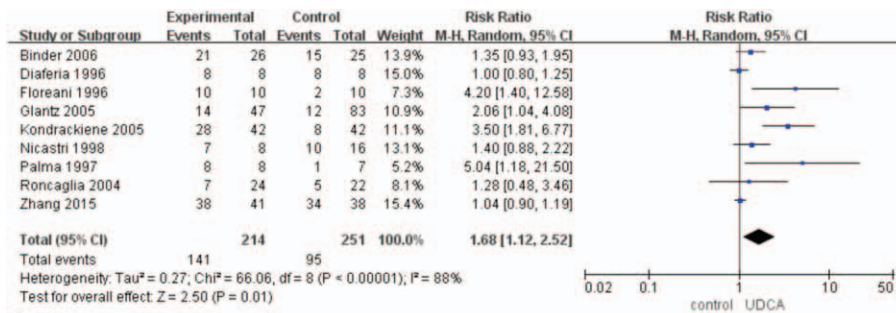 Experimental Control Risk Ratio Risk Ratio
Study or Subgroup Events Total Events Total Weight M-H, Random, 95% CI M-H, Random, 95% CI
Binder 2006 21 26 15 25 13.9% 1.35 [0.93, 1.95]
Diaferia 1996 8 8 8 8 15.0% 1.00 [0.80, 1.25]
Floreani 1996 10 10 2 10 7.3% 4.20 [1.40, 12.58]
Glantz 2005 14 47 12 83 10.9% 2.06 [1.04, 4.08]
Kondrackiene 2005 28 42 8 42 11.1% 3.50 [1.81, 6.77]
Nicastri 1998 7 8 10 16 13.0% 1.40 [0.88, 2.22]
Palma 1997 8 8 1 7 5.2% 5.04 [1.18, 21.50]
Roncaglia 2004 7 24 5 22 8.1% 1.28 [0.48, 3.46]
Zhang 2015 38 41 34 38 15.4% 1.04 [0.90, 1.19]
Total (95% CI) 214 251 100.0% 1.68 [1.12, 2.52]
Total events 141 95
Heterogeneity: Tau² = 0.27; Chi² = 66.06, df = 8 (P < 0.00001); I² = 88%
Test for overall effect: Z = 2.50 (P = 0.01)
0.02 0.1 1 10 50
control UDCA